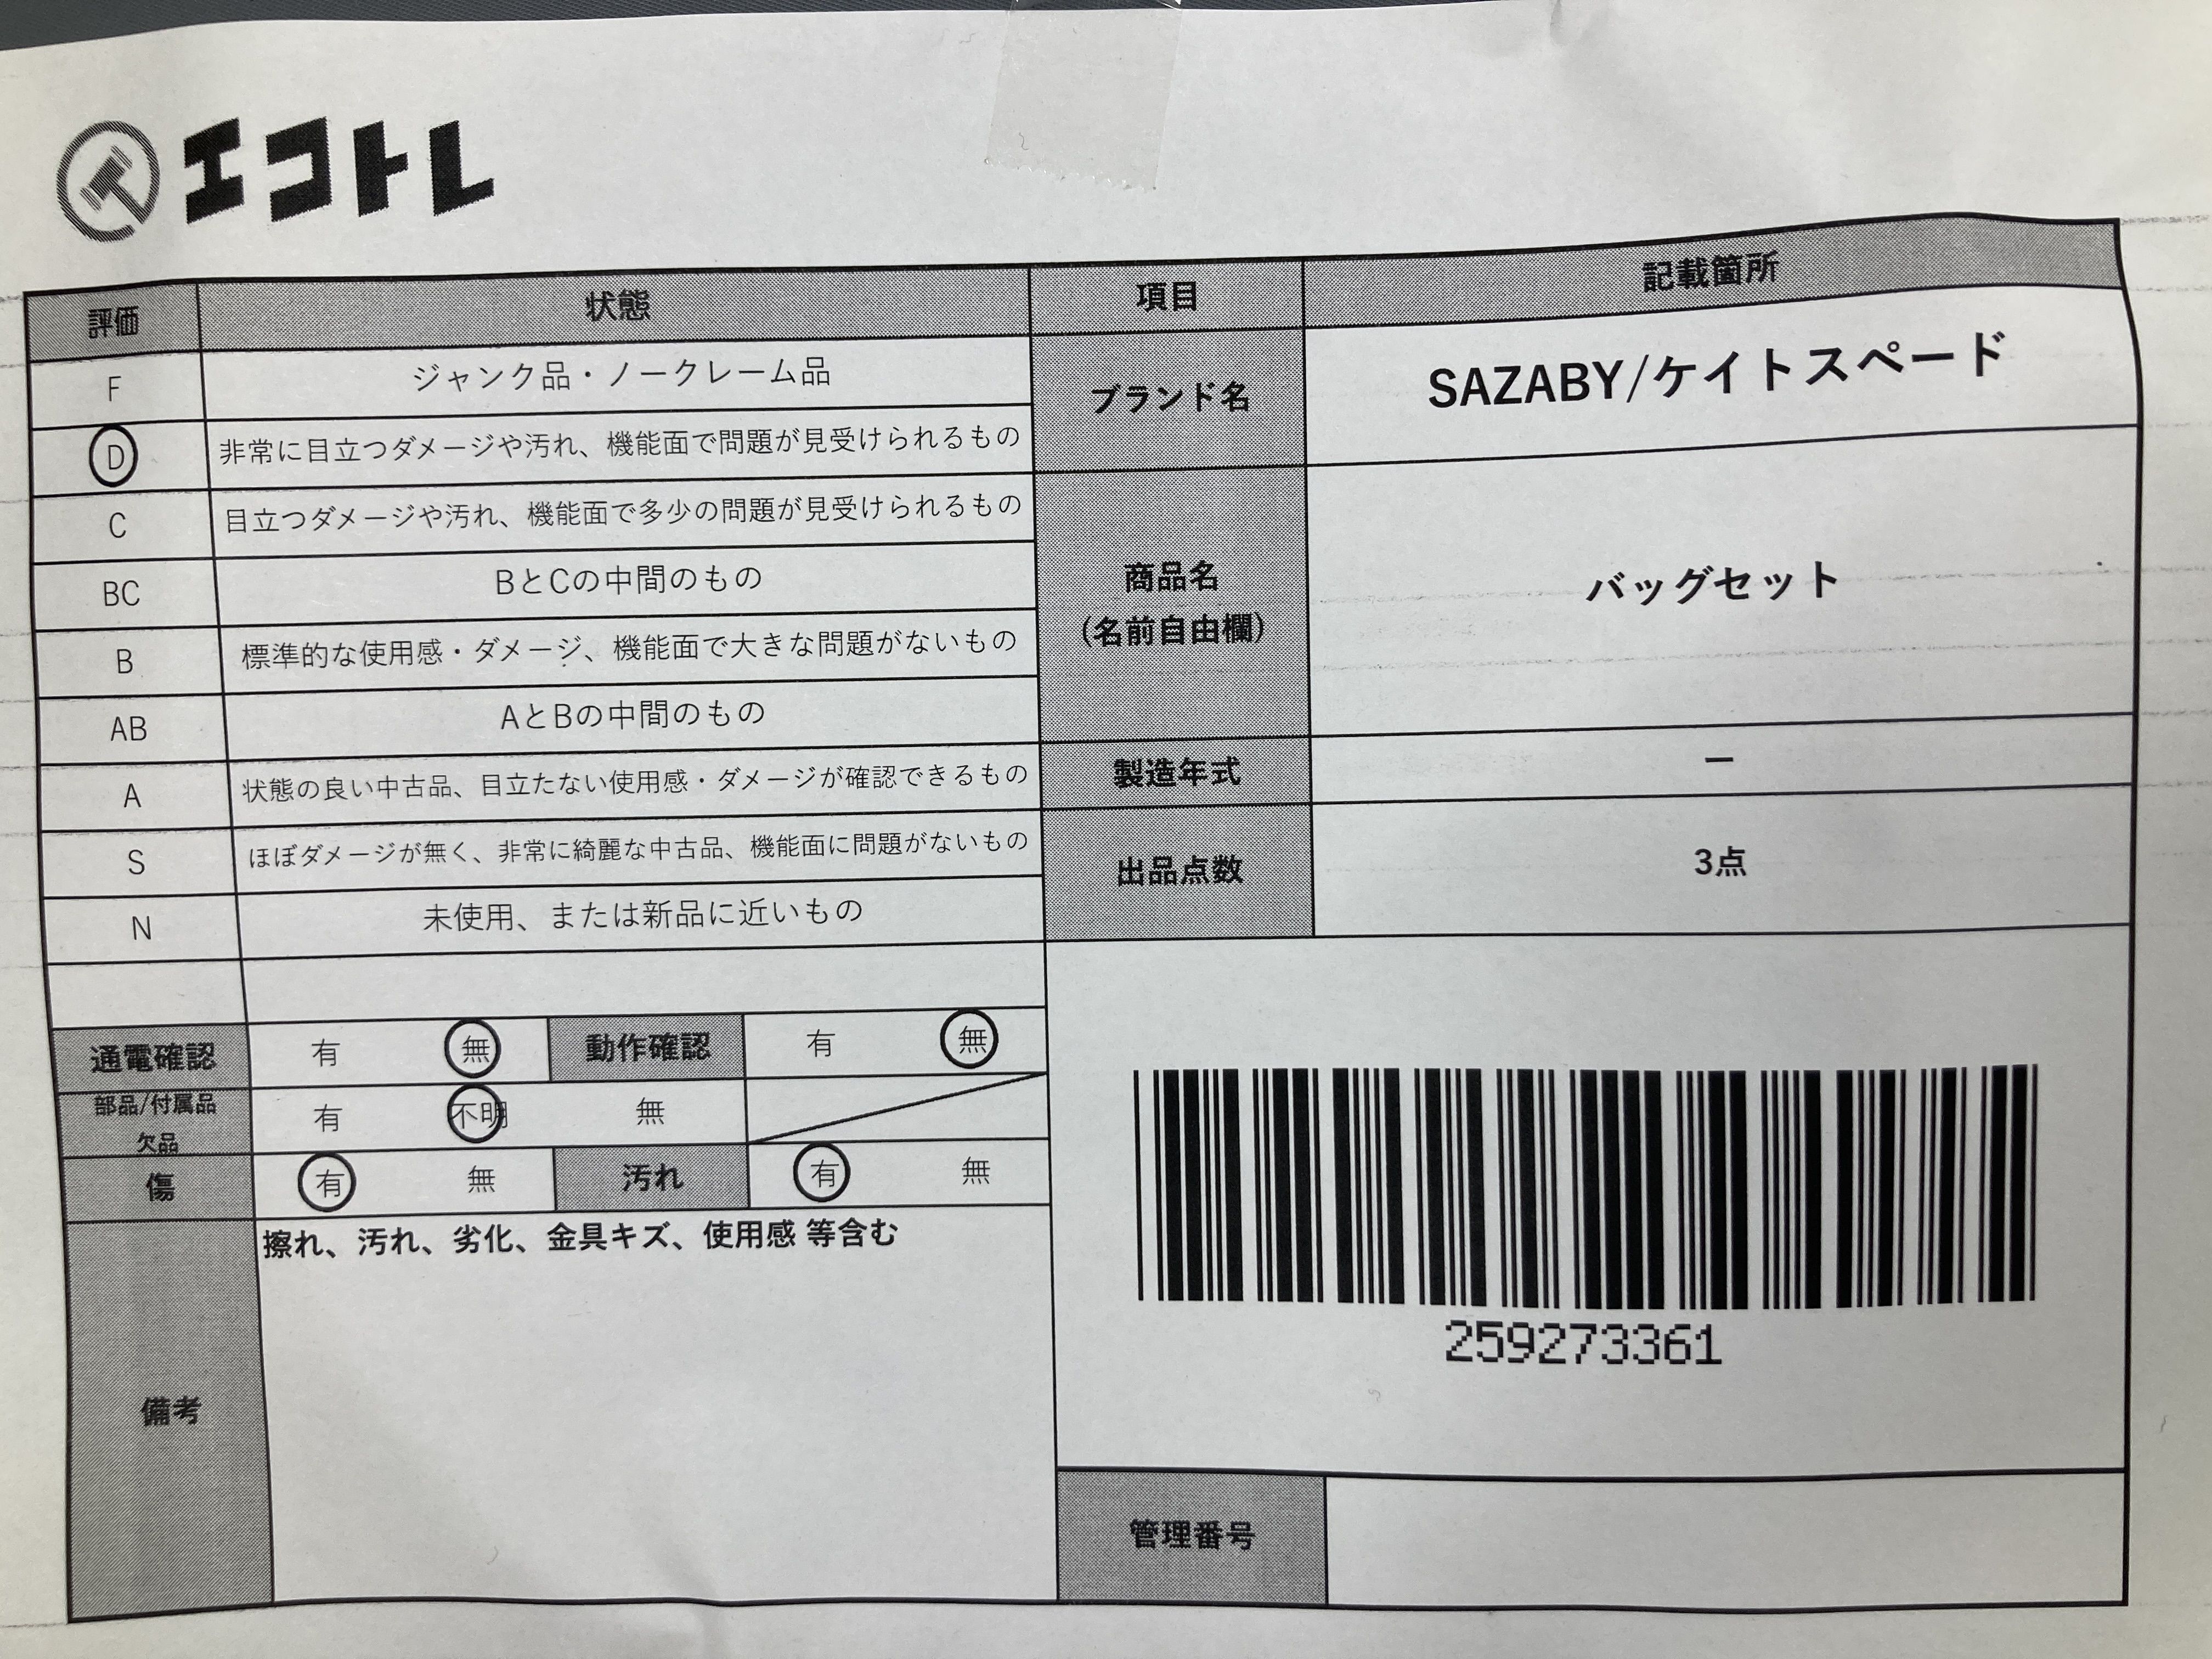 エコトレ
評価 状態 項目 記載箇所
F ジャンク品・ノークレーム品
D 非常に目立つダメージや汚れ、機能面で問題が見受けられるもの
C 目立つダメージや汚れ、機能面で多少の問題が見受けられるもの
BC BとCの中間のもの
B 標準的な使用感・ダメージ、機能面で大きな問題がないもの
AB AとBの中間のもの
A 状態の良い中古品、目立たない使用感・ダメージが確認できるもの
S ほぼダメージが無く、非常に綺麗な中古品、機能面に問題がないもの
N 未使用、または新品に近いもの
ブランド名 SAZABY/ケイトスペード
商品名
(名前自由欄)
バッグセット
製造年式 ー
出品点数 3点
通電確認 有 無 動作確認 有 無
部品/付属品
欠品
有 不明 無
傷 有 無 汚れ 有 無
備考
擦れ、汚れ、劣化、金具キズ、使用感 等含む
259273361
管理番号